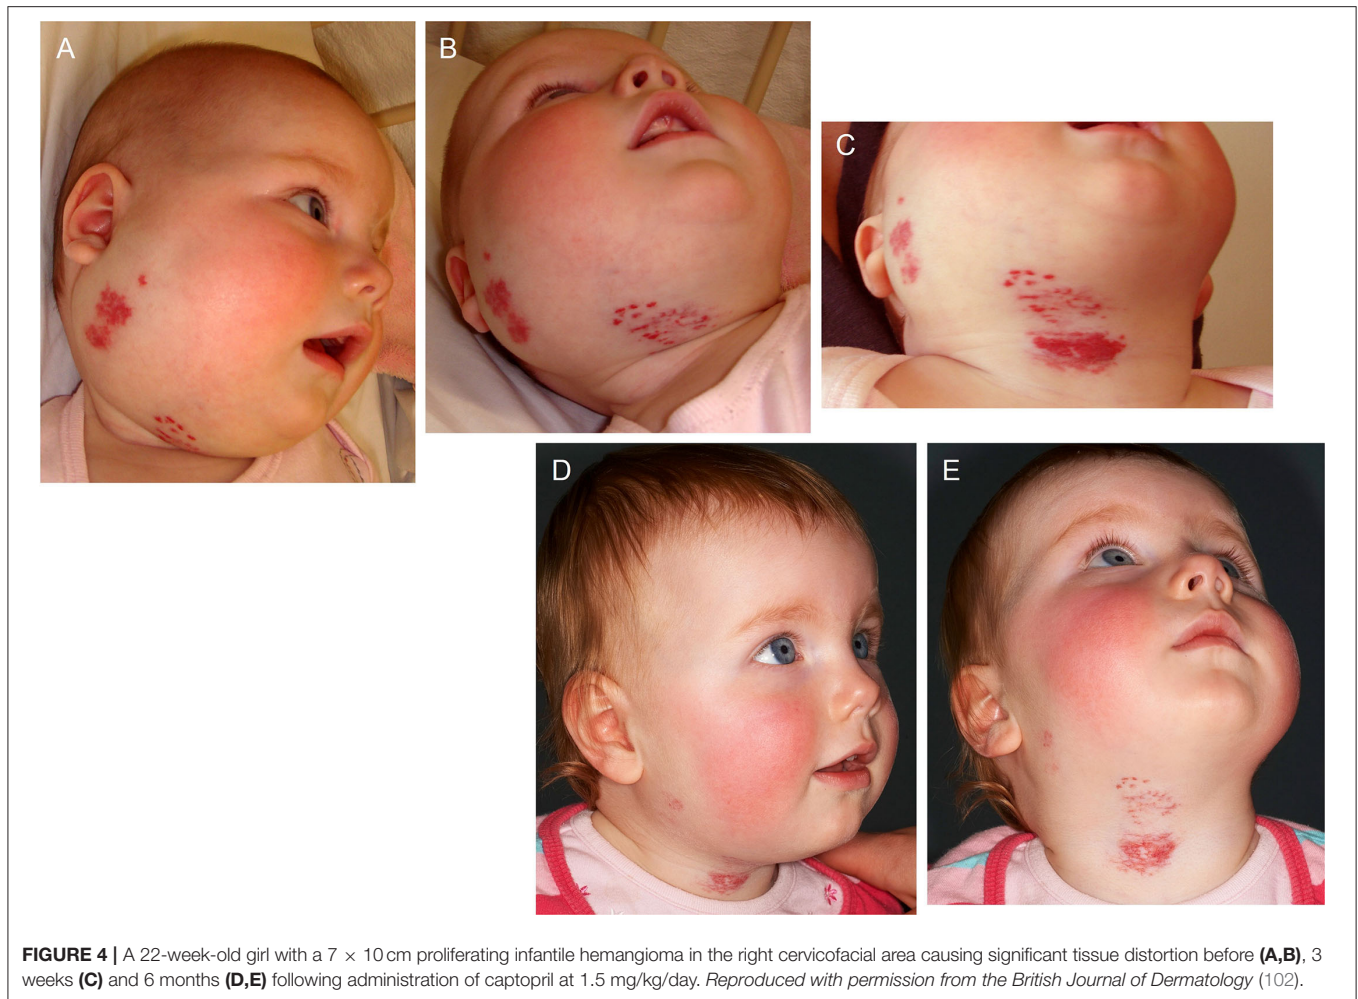 A
B
C
D
E
FIGURE 4 | A 22-week-old girl with a 7 × 10 cm proliferating infantile hemangioma in the right cervicofacial area causing significant tissue distortion before (A,B), 3
weeks (C) and 6 months (D,E) following administration of captopril at 1.5 mg/kg/day. Reproduced with permission from the British Journal of Dermatology (102).